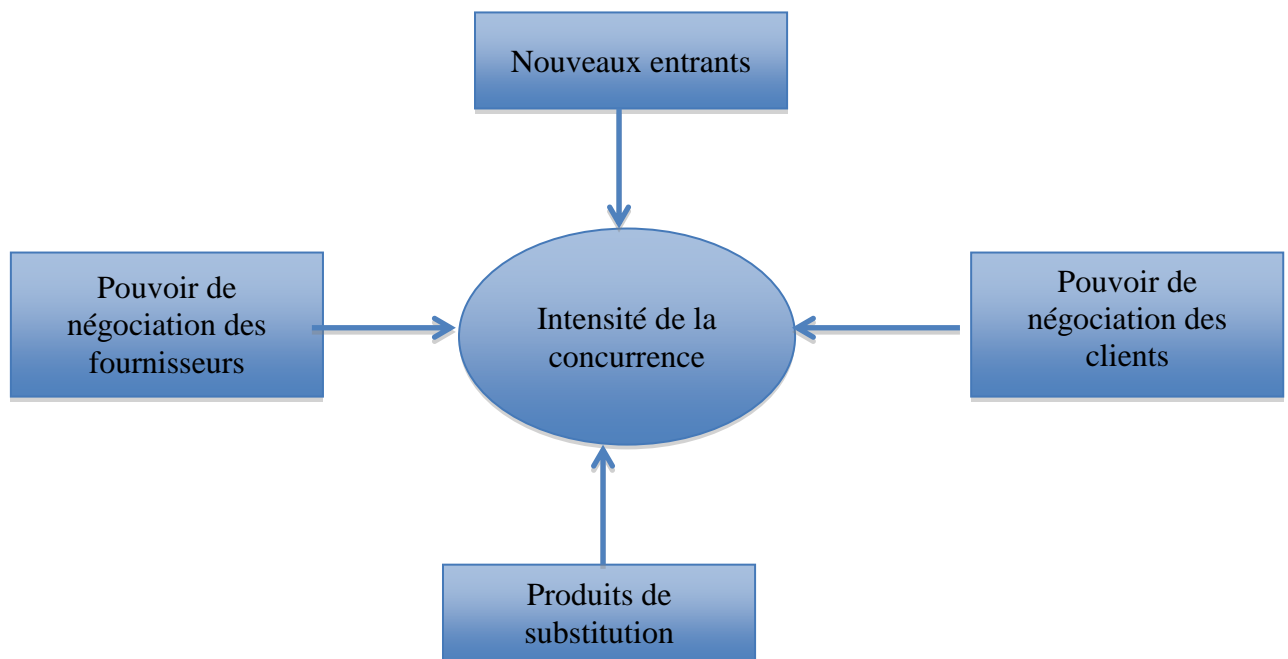 Nouveaux entrants
Pouvoir de
négociation des
fournisseurs
Intensité de la
concurrence
Pouvoir de
négociation des
clients
Produits de
substitution